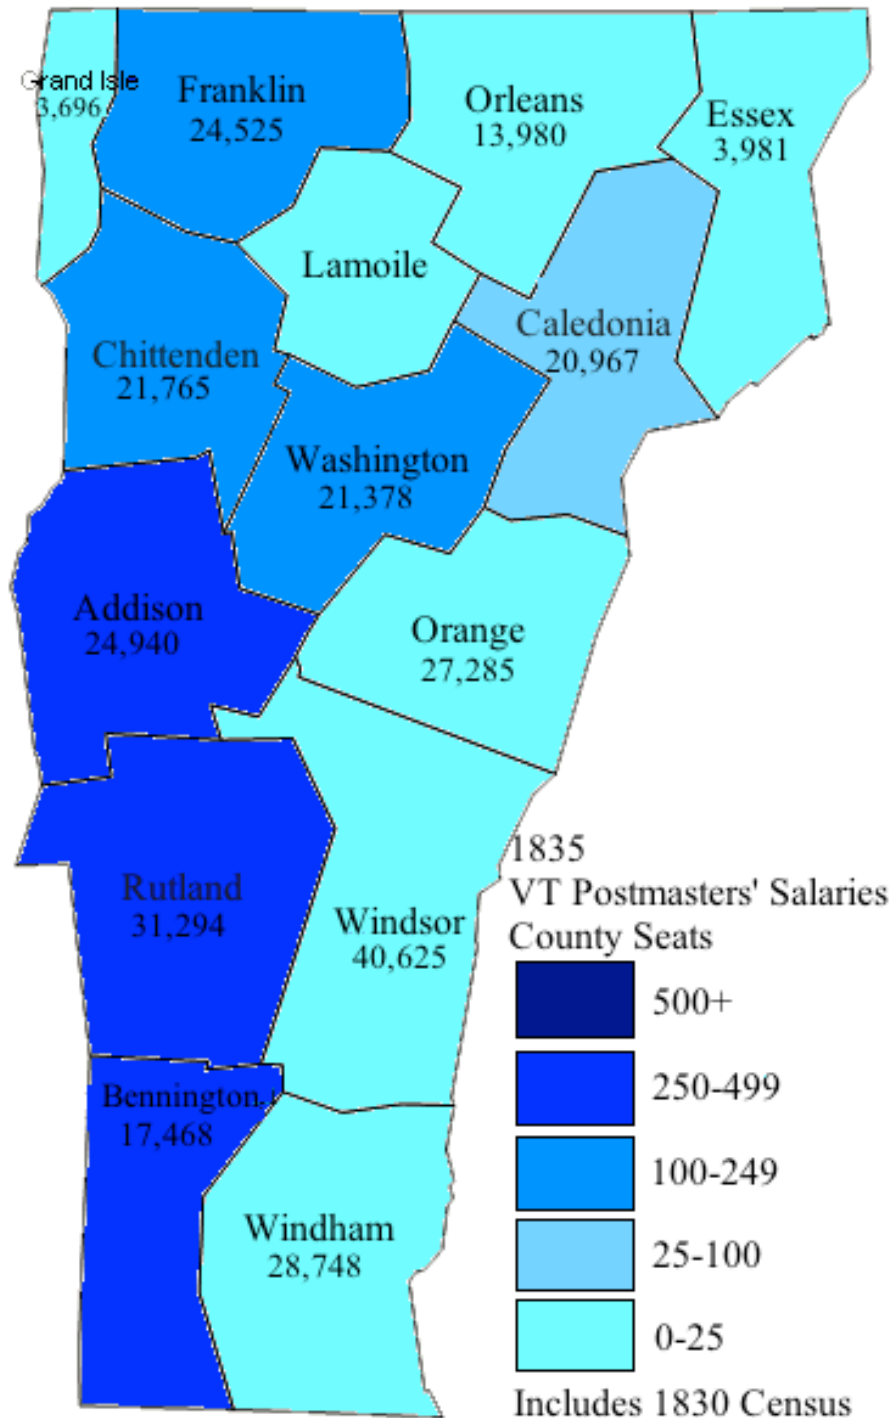 Grand Isle
3,696
Franklin
24,525
Orleans
13,980
Essex
3,981
Lamoile
Caledonia
20,967
Chittenden
21,765
Washington
21,378
Addison
24,940
Orange
27,285
Rutland
31,294
Windsor
40,625
Bennington
17,468
Windham
28,748
1835
VT Postmasters' Salaries
County Seats
500+
250-499
100-249
25-100
0-25
Includes 1830 Census